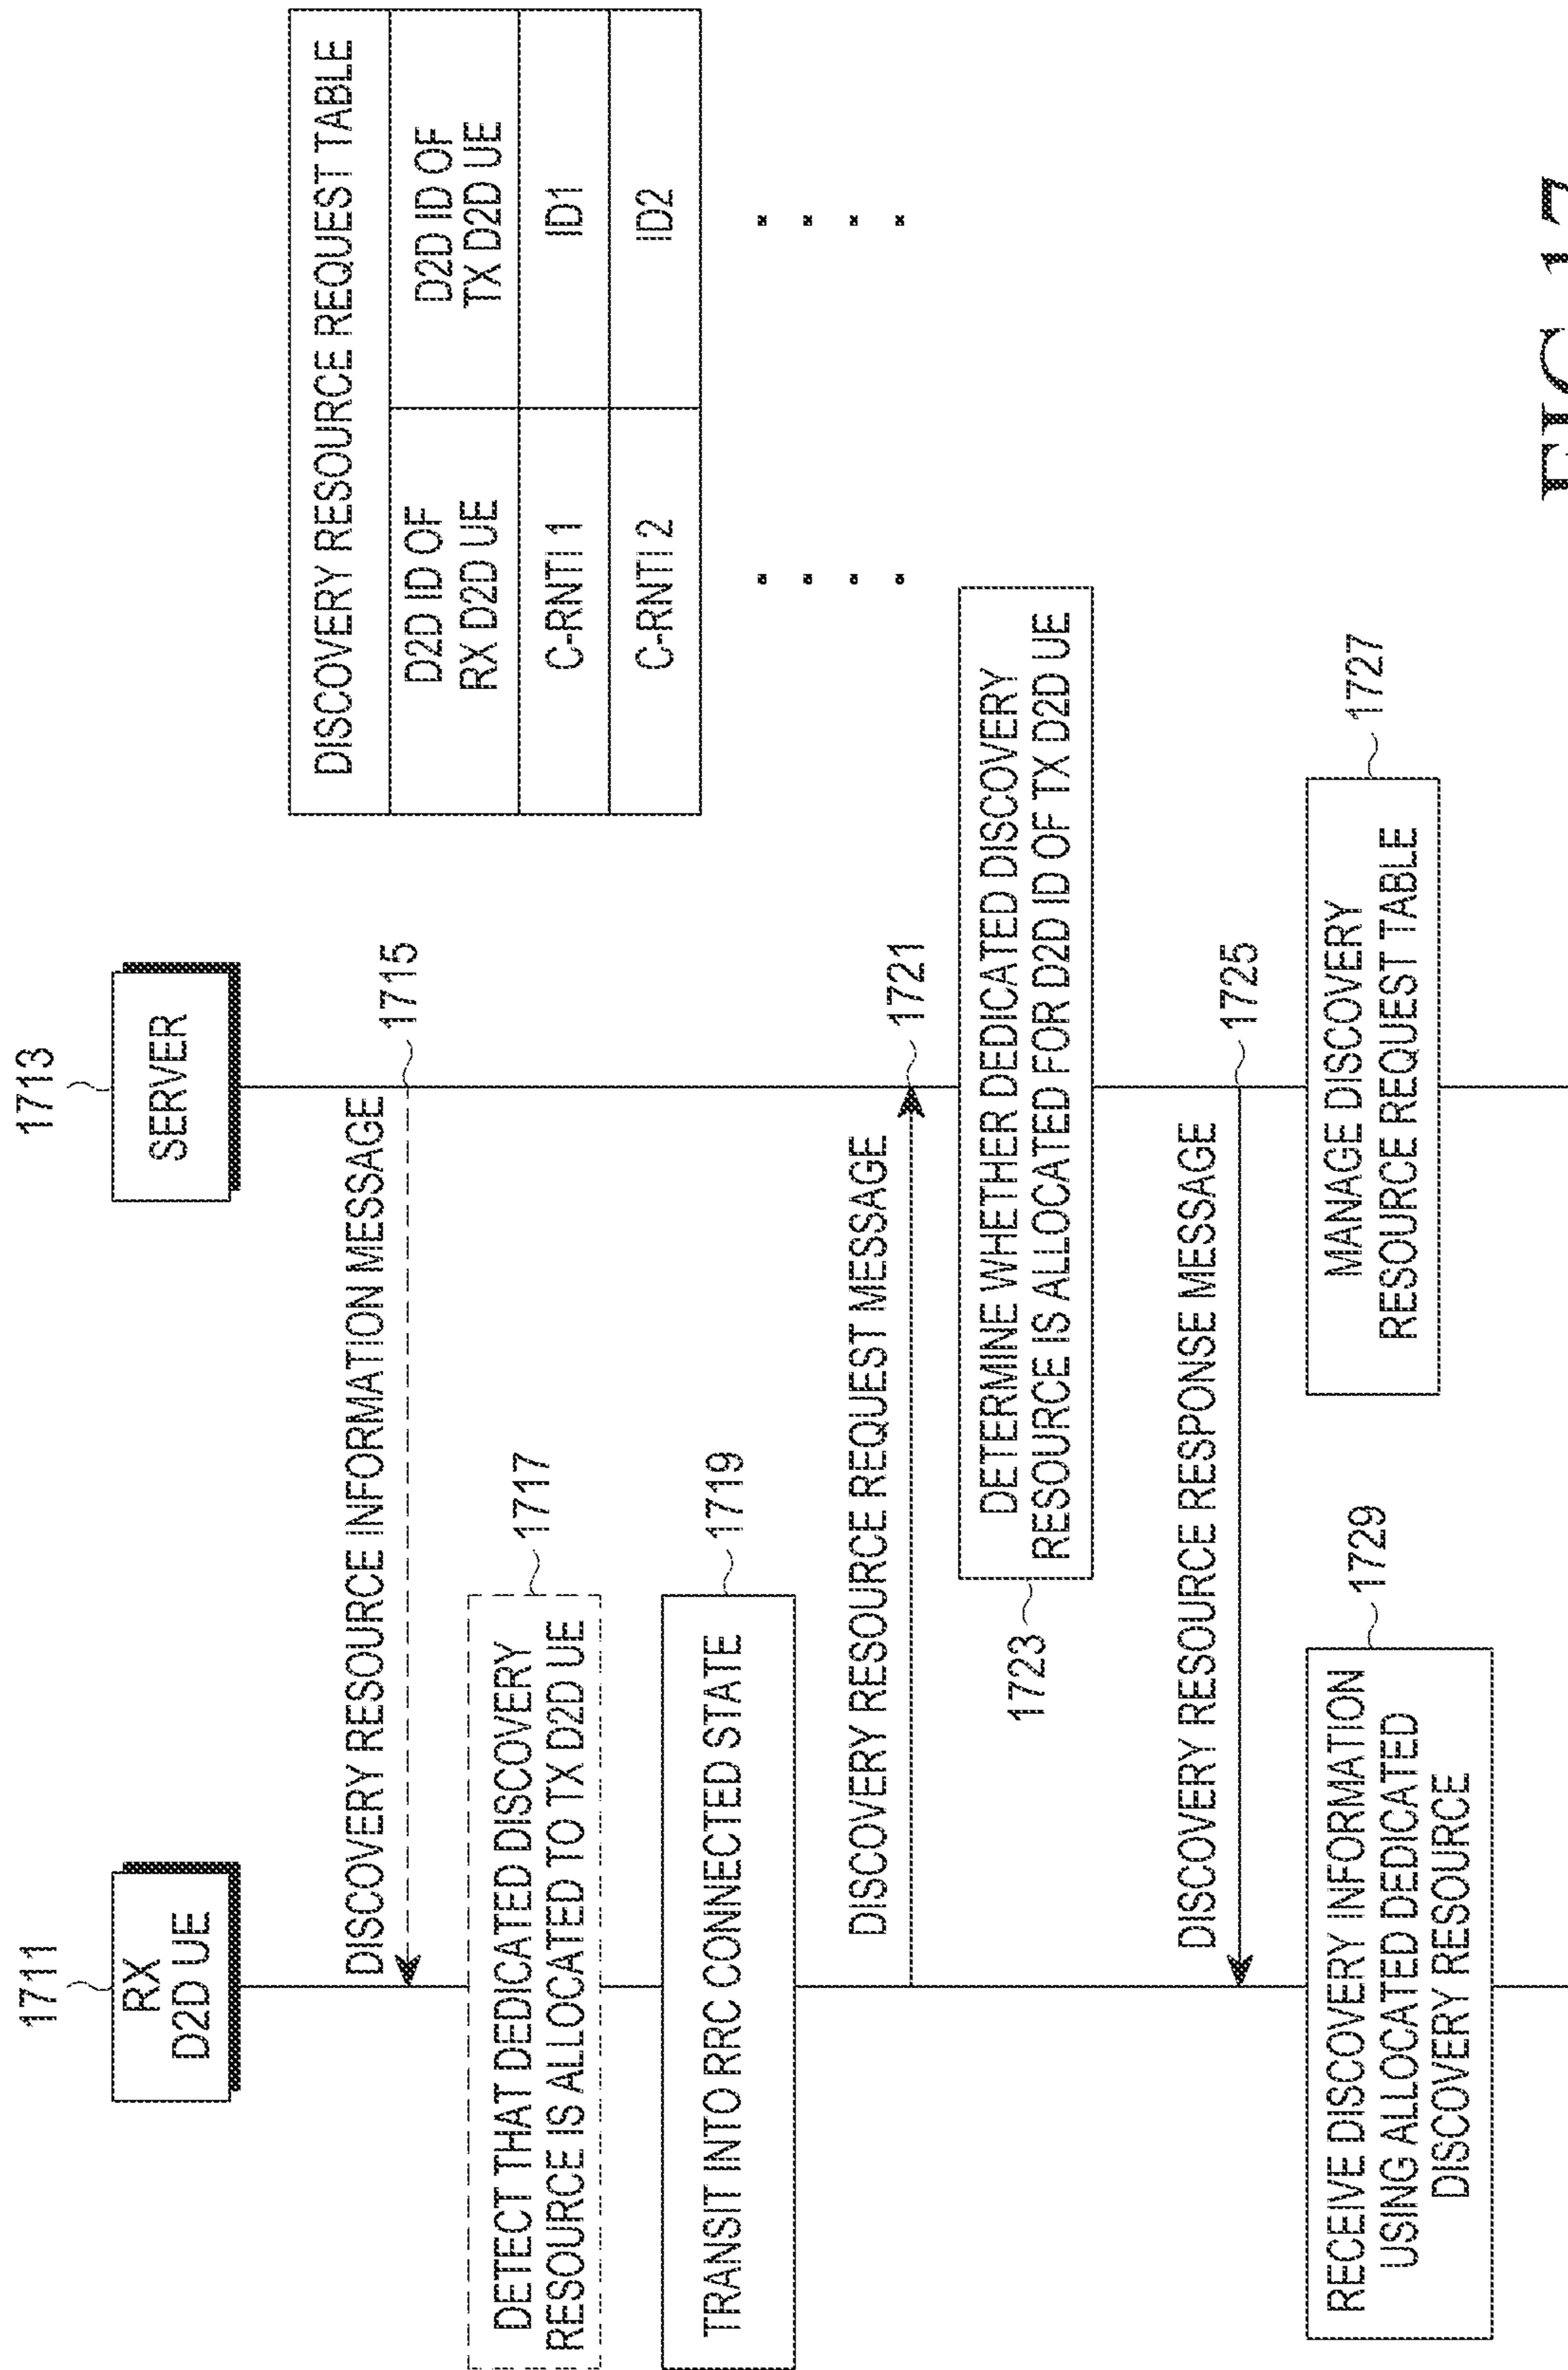 1711
RX
D2D UE
1713
SERVER
DISCOVERY RESOURCE INFORMATION MESSAGE
1715
DETECT THAT DEDICATED DISCOVERY
RESOURCE IS ALLOCATED TO TX D2D UE
1717
TRANSIT INTO RRC CONNECTED STATE
1719
DISCOVERY RESOURCE REQUEST MESSAGE
1721
DETERMINE WHETHER DEDICATED DISCOVERY
RESOURCE IS ALLOCATED FOR D2D ID OF TX D2D UE
1723
DISCOVERY RESOURCE RESPONSE MESSAGE
1725
MANAGE DISCOVERY
RESOURCE REQUEST TABLE
1727
RECEIVE DISCOVERY INFORMATION
USING ALLOCATED DEDICATED
DISCOVERY RESOURCE
1729
DISCOVERY RESOURCE REQUEST TABLE
D2D ID OF
RX D2D UE
D2D ID OF
TX D2D UE
C-RNTI 1
ID1
C-RNTI 2
ID2
FIG.17